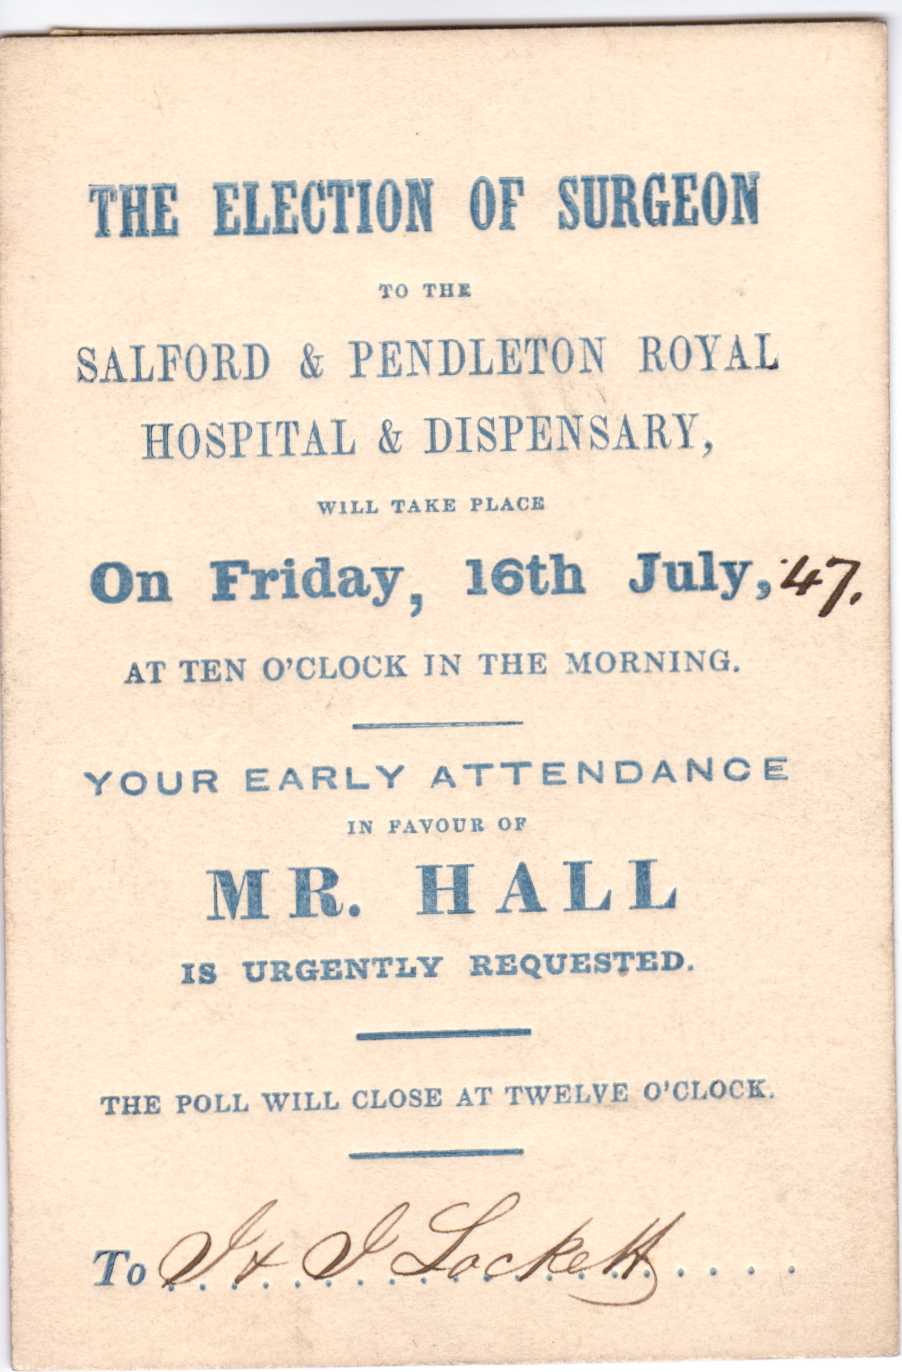 THE ELECTION OF SURGEON
TO THE
SALFORD & PENDLETON ROYAL
HOSPITAL & DISPENSARY,
WILL TAKE PLACE
On Friday, 16th July, '47.
AT TEN O'CLOCK IN THE MORNING.
YOUR EARLY ATTENDANCE
IN FAVOUR OF
MR. HALL
IS URGENTLY REQUESTED.
THE POLL WILL CLOSE AT TWELVE O'CLOCK.
To J & J Lockett